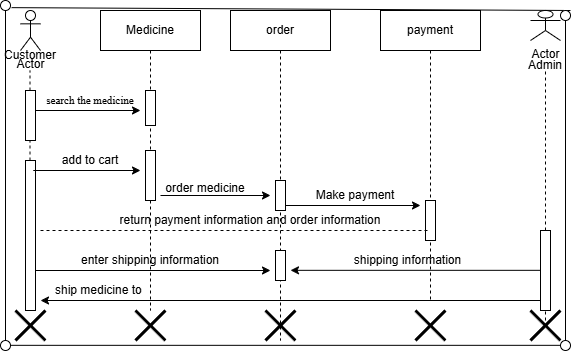 Medicine
order
payment
Customer
Actor
Actor
Admin
search the medicine
add to cart
order medicine
Make payment
return payment information and order information
enter shipping information
shipping information
ship medicine to